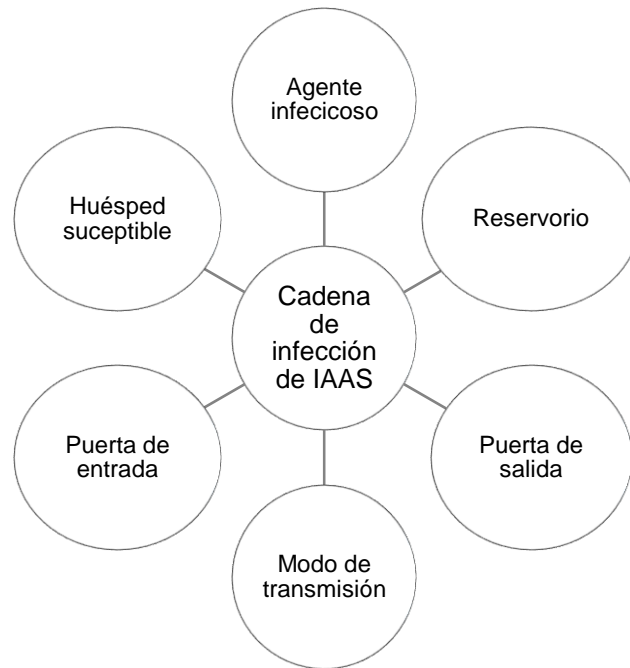 Agente
infecicoso
Huésped
suceptible
Reservorio
Cadena
de
infección
de IAAS
Puerta de
entrada
Puerta de
salida
Modo de
transmisión